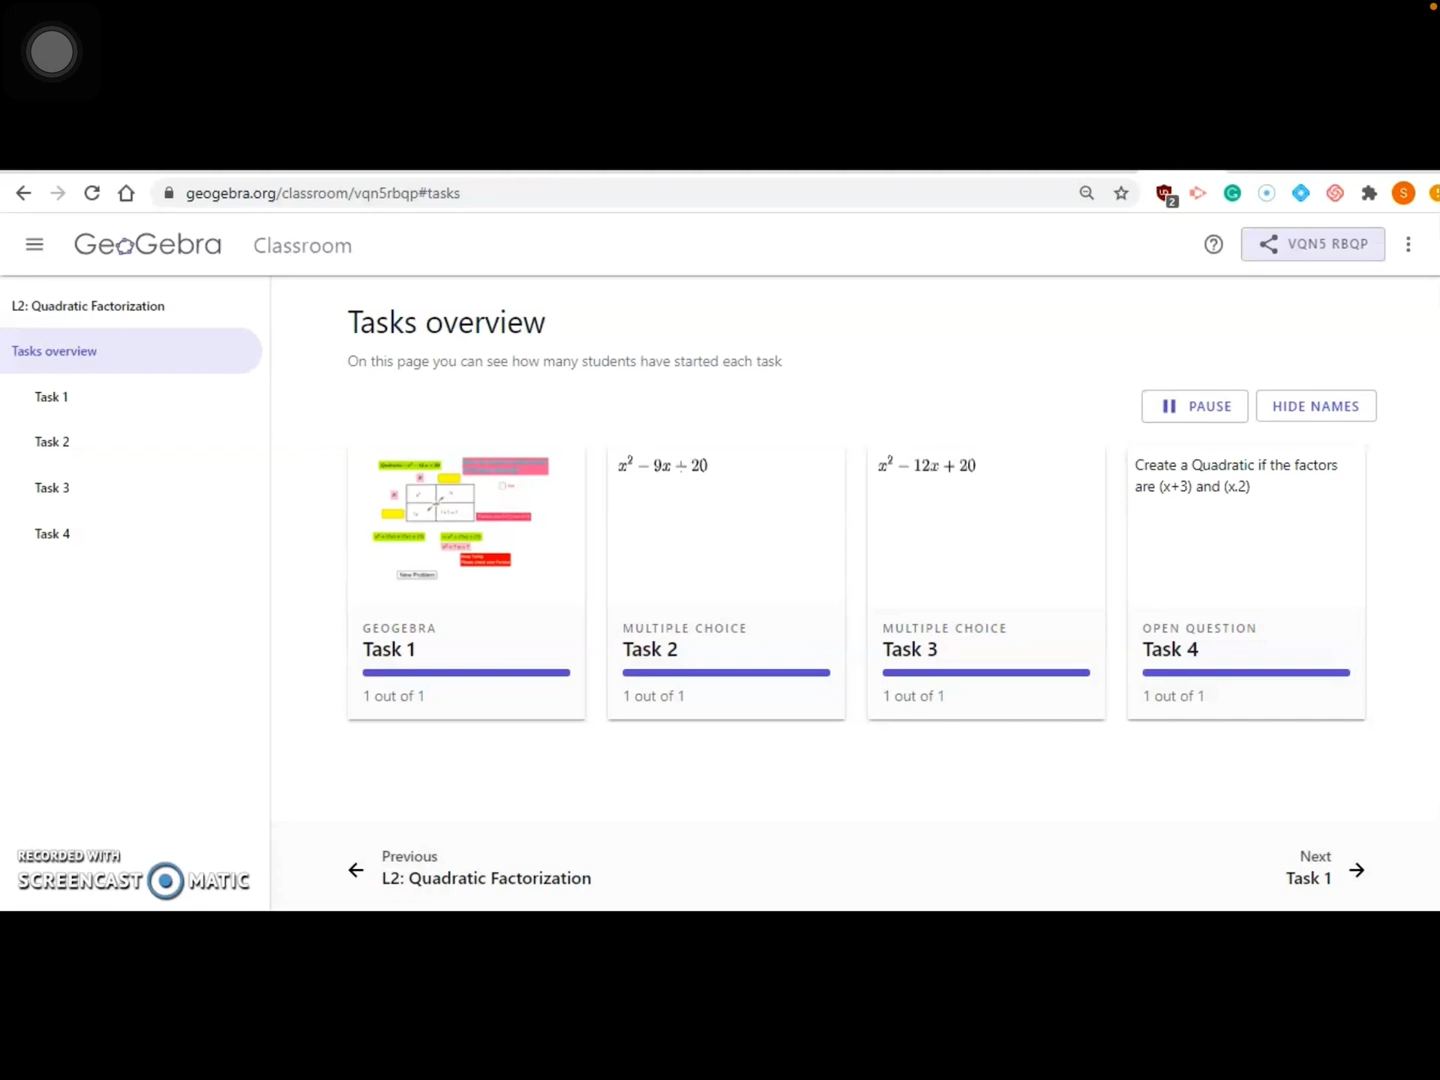 geogebra.org/classroom/vqn5rbqp#tasks
2
S
GeoGebra Classroom
VQN5 RBQP
L2: Quadratic Factorization
Tasks overview
Task 1
Task 2
Task 3
Task 4
Tasks overview
On this page you can see how many students have started each task
PAUSE
HIDE NAMES
New Problem
GEOGEBRA
Task 1
1 out of 1
x² − 9x + 20
MULTIPLE CHOICE
Task 2
1 out of 1
x² − 12x + 20
MULTIPLE CHOICE
Task 3
1 out of 1
Create a Quadratic if the factors
are (x+3) and (x.2)
OPEN QUESTION
Task 4
1 out of 1
Previous
L2: Quadratic Factorization
Next
Task 1
RECORDED WITH
SCREENCAST MATIC